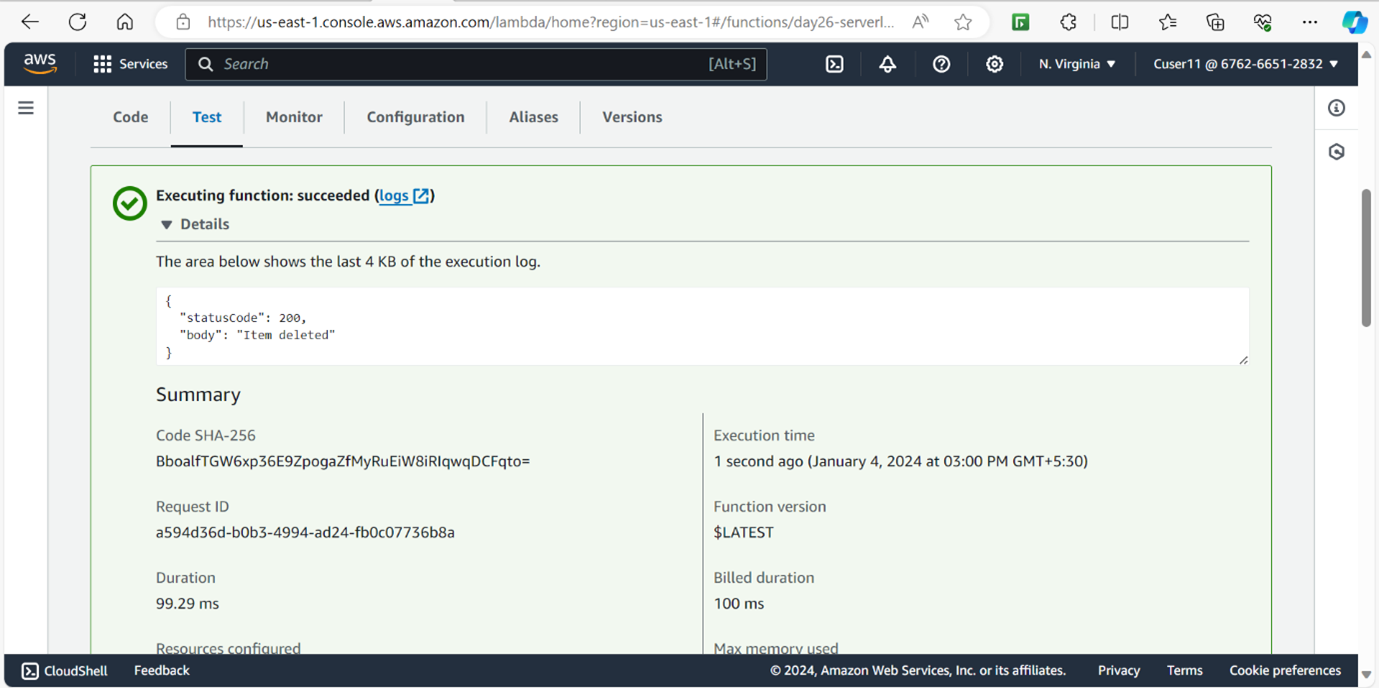 https://us-east-1.console.aws.amazon.com/lambda/home?region=us-east-1#/functions/day26-serverl...
aws Services Search [Alt+S] N. Virginia ▼ Cuser11 @ 6762-6651-2832 ▼
Code Test Monitor Configuration Aliases Versions
Executing function: succeeded (logs)
▼ Details
The area below shows the last 4 KB of the execution log.
{
"statusCode": 200,
"body": "Item deleted"
}
Summary
Code SHA-256
BboalfTGW6xp36E9ZpogaZfMyRuEiW8iRIqwqDCFqto=
Execution time
1 second ago (January 4, 2024 at 03:00 PM GMT+5:30)
Request ID
a594d36d-b0b3-4994-ad24-fb0c07736b8a
Function version
$LATEST
Duration
99.29 ms
Billed duration
100 ms
Resources configured
Max memory used
CloudShell Feedback © 2024, Amazon Web Services, Inc. or its affiliates. Privacy Terms Cookie preferences